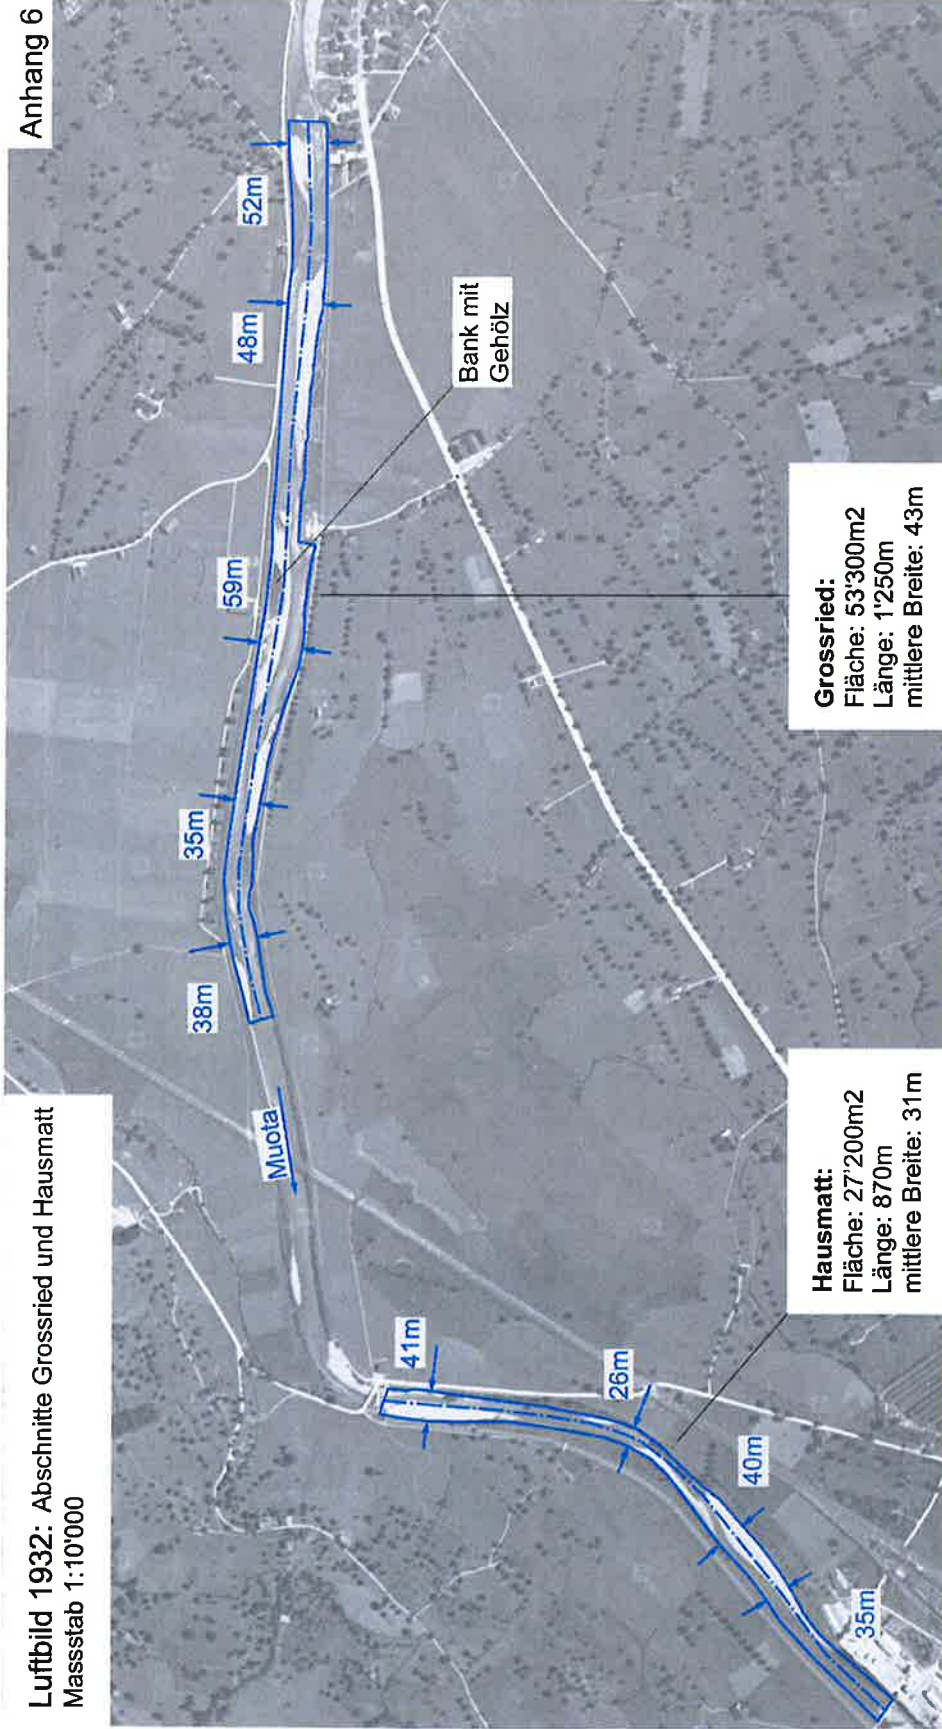 Anhang 6
Luftbild 1932: Abschnitte Grossried und Hausmatt
Massstab 1:10'000
Muota
38m
35m
59m
48m
52m
Bank mit
Gehölz
41m
26m
40m
35m
Hausmatt:
Fläche: 27'200m2
Länge: 870m
mittlere Breite: 31m
Grossried:
Fläche: 53'300m2
Länge: 1'250m
mittlere Breite: 43m